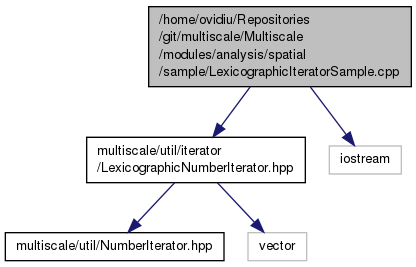 /home/ovidiu/Repositories
/git/multiscale/Multiscale
/modules/analysis/spatial
/sample/LexicographicIteratorSample.cpp
multiscale/util/iterator
/LexicographicNumberIterator.hpp
iostream
multiscale/util/NumberIterator.hpp
vector